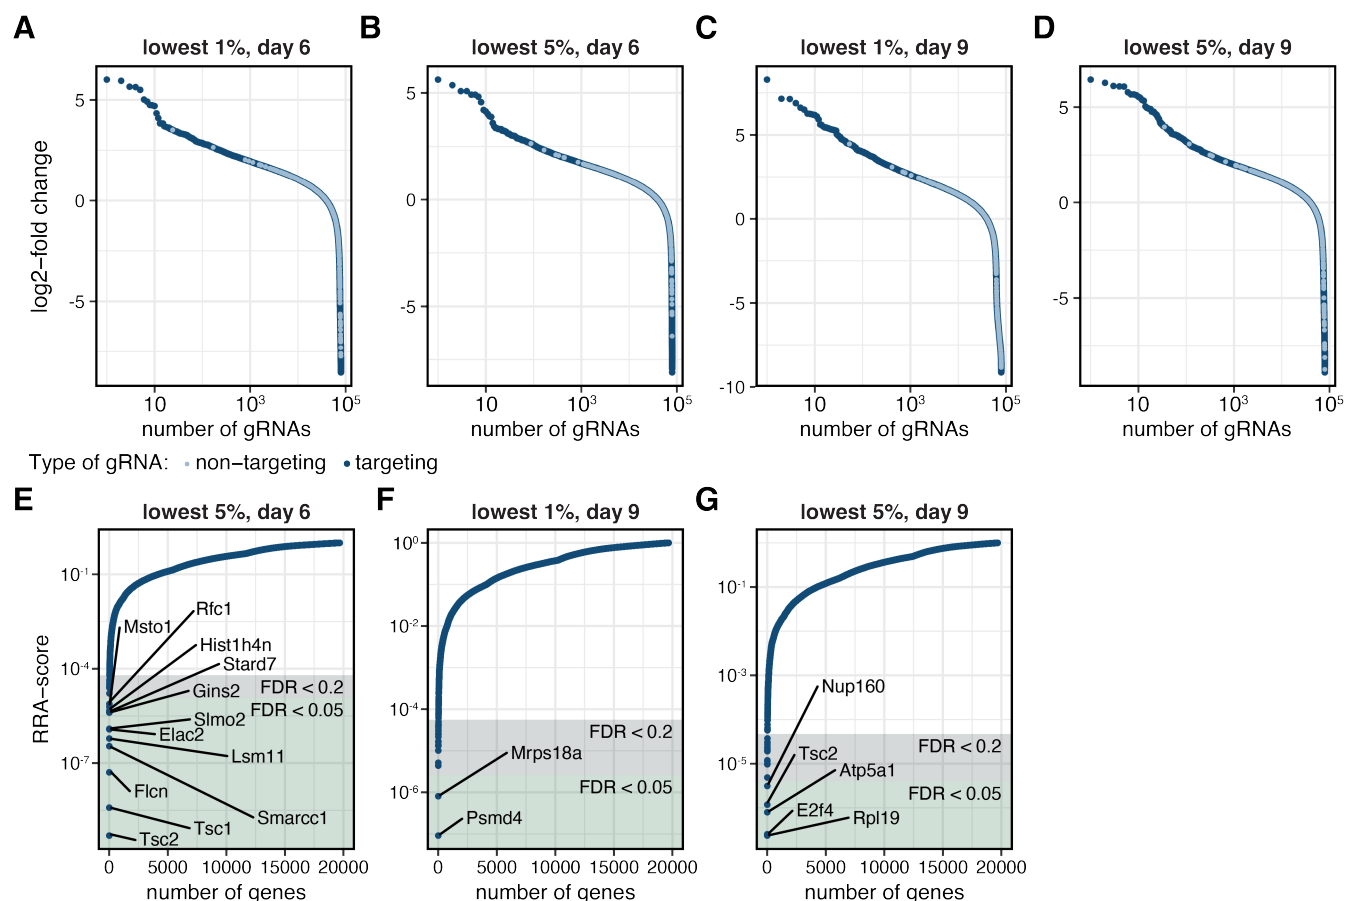 A
B
C
D
lowest 1%, day 6
lowest 5%, day 6
lowest 1%, day 9
lowest 5%, day 9
log2−fold change
5
0
-5
5
0
-5
5
0
-5
-10
5
0
-5
10 10³ 10⁵
10 10³ 10⁵
10 10³ 10⁵
10 10³ 10⁵
number of gRNAs
number of gRNAs
number of gRNAs
number of gRNAs
Type of gRNA: non−targeting targeting
E
F
G
lowest 5%, day 6
lowest 1%, day 9
lowest 5%, day 9
RRA−score
10⁻¹
10⁻⁴
10⁻⁷
Rfc1
Msto1
Hist1h4n
Stard7
FDR < 0.2
Gins2
FDR < 0.05
Slmo2
Elac2
Lsm11
Flcn
Smarcc1
Tsc1
Tsc2
0 5000 10000 15000 20000
number of genes
10⁰
10⁻²
10⁻⁴
10⁻⁶
FDR < 0.2
Mrps18a
FDR < 0.05
Psmd4
0 5000 10000 15000 20000
number of genes
10⁻¹
10⁻³
10⁻⁵
Nup160
FDR < 0.2
Tsc2
Atp5a1
FDR < 0.05
E2f4
Rpl19
0 5000 10000 15000 20000
number of genes